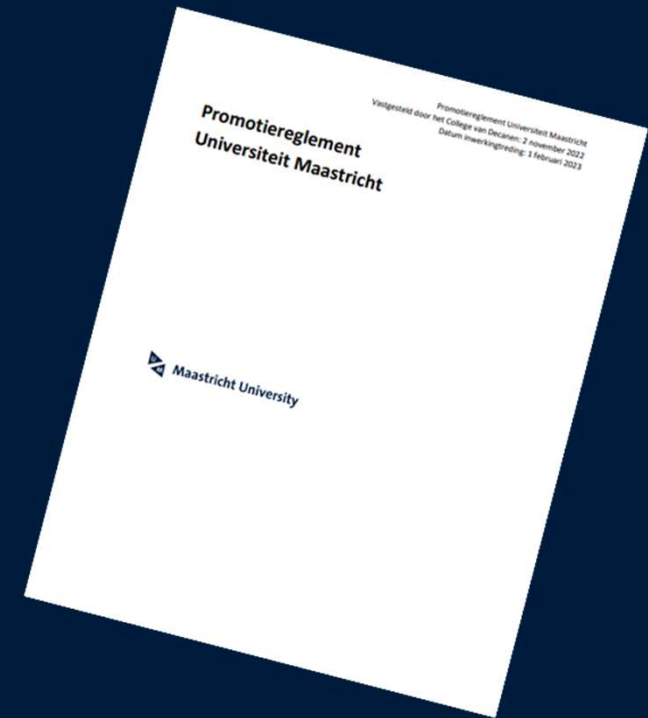 Promotiereglement Universiteit Maastricht
Vastgesteld door het College van Decanen: 2 november 2022
Datum inwerkingtreding: 1 februari 2023
Promotiereglement
Universiteit Maastricht
U
M
Maastricht University